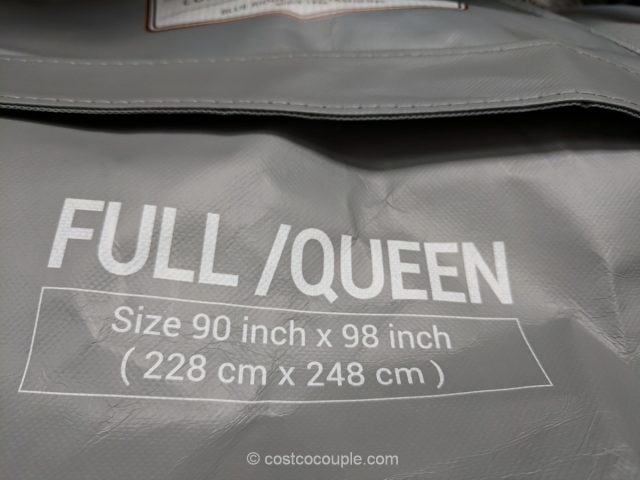 FULL /QUEEN
Size 90 inch x 98 inch
( 228 cm x 248 cm )
© costcocouple.com